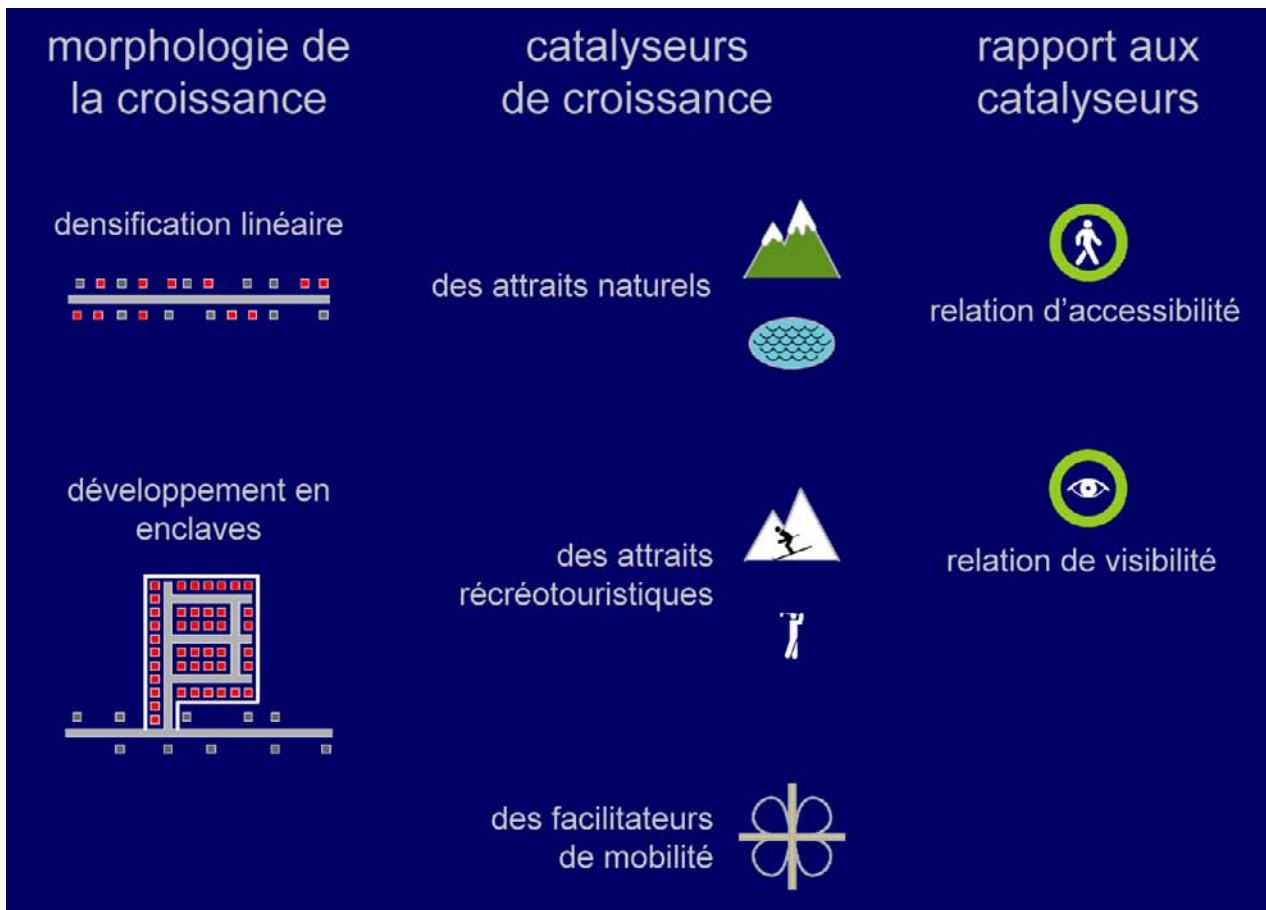 morphologie de
la croissance
densification linéaire
développement en
enclaves
catalyseurs
de croissance
des attraits naturels
des attraits
récréotouristiques
des facilitateurs
de mobilité
rapport aux
catalyseurs
relation d'accessibilité
relation de visibilité